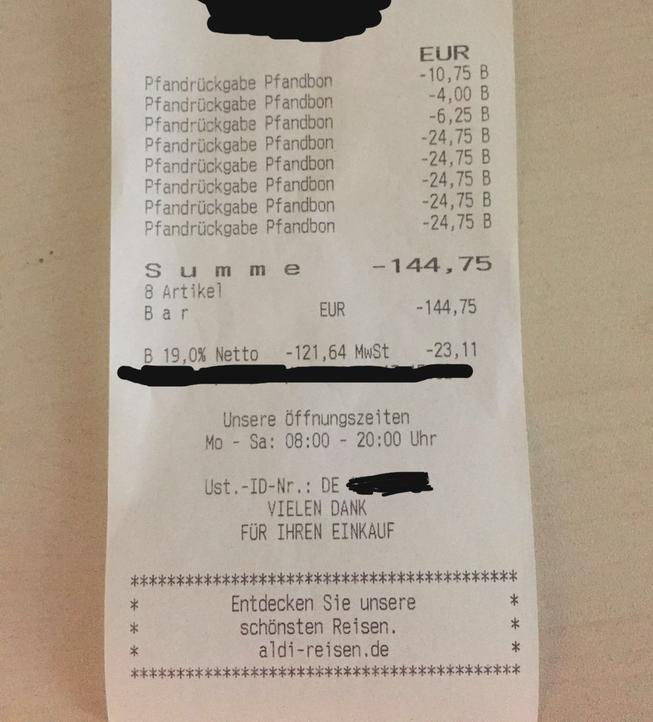 EUR
Pfandrückgabe Pfandbon -10,75 B
Pfandrückgabe Pfandbon -4,00 B
Pfandrückgabe Pfandbon -6,25 B
Pfandrückgabe Pfandbon -24,75 B
Pfandrückgabe Pfandbon -24,75 B
Pfandrückgabe Pfandbon -24,75 B
Pfandrückgabe Pfandbon -24,75 B
Pfandrückgabe Pfandbon -24,75 B
Summe -144,75
8 Artikel
Bar EUR -144,75
B 19,0% Netto -121,64 MwSt -23,11
Unsere Öffnungszeiten
Mo - Sa: 08:00 - 20:00 Uhr
Ust.-ID-Nr.: DE
VIELEN DANK
FÜR IHREN EINKAUF
******************************************
* Entdecken Sie unsere *
* schönsten Reisen. *
* aldi-reisen.de *
******************************************